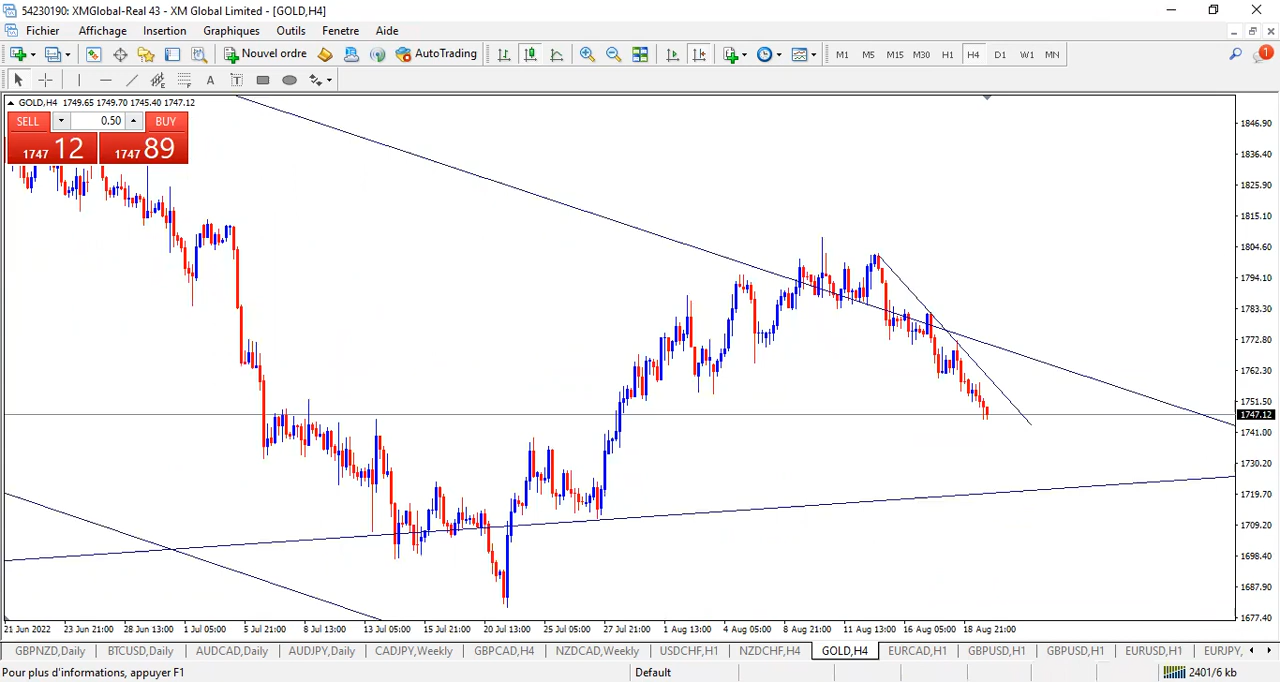 54230190: XMGlobal-Real 43 - XM Global Limited - [GOLD,H4]
Fichier Affichage Insertion Graphiques Outils Fenetre Aide
Nouvel ordre AutoTrading M1 M5 M15 M30 H1 H4 D1 W1 MN 1
A T
GOLD,H4 1749.65 1749.70 1745.40 1747.12
SELL 0.50 BUY
1747 12 1747 89
1846.90
1836.40
1825.90
1815.10
1804.60
1794.10
1783.30
1772.80
1762.30
1751.50
1747.12
1741.00
1730.20
1719.70
1709.20
1698.40
1687.90
1677.40
21 Jun 2022 23 Jun 21:00 28 Jun 13:00 1 Jul 05:00 5 Jul 21:00 8 Jul 13:00 13 Jul 05:00 15 Jul 21:00 20 Jul 13:00 25 Jul 05:00 27 Jul 21:00 1 Aug 13:00 4 Aug 05:00 8 Aug 21:00 11 Aug 13:00 16 Aug 05:00 18 Aug 21:00
GBPNZD,Daily BTCUSD,Daily AUDCAD,Daily AUDJPY,Daily CADJPY,Weekly GBPCAD,H4 NZDCAD,Weekly USDCHF,H1 NZDCHF,H4 GOLD,H4 EURCAD,H1 GBPUSD,H1 GBPUSD,H1 EURUSD,H1 EURJPY,
Pour plus d'informations, appuyer F1 Default 2401/6 kb